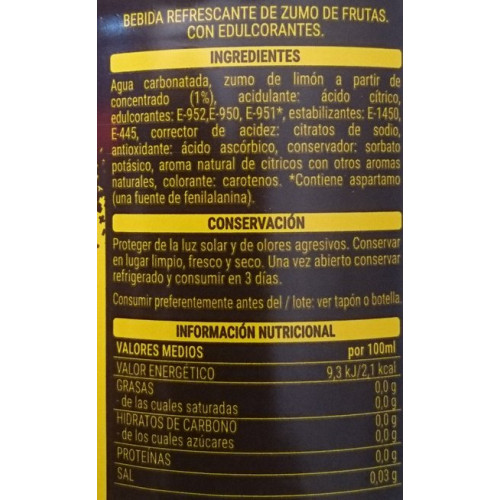 BEBIDA REFRESCANTE DE ZUMO DE FRUTAS.
CON EDULCORANTES.
INGREDIENTES
Agua carbonatada, zumo de limón a partir de
concentrado (1%), acidulante: ácido cítrico,
edulcorantes: E-952,E-950, E-951*, estabilizantes: E-1450,
E-445, corrector de acidez: citratos de sodio,
antioxidante: ácido ascórbico, conservador: sorbato
potásico, aroma natural de cítricos con otros aromas
naturales, colorante: carotenos. *Contiene aspartamo
(una fuente de fenilalanina).
CONSERVACIÓN
Proteger de la luz solar y de olores agresivos. Conservar
en lugar limpio, fresco y seco. Una vez abierto conservar
refrigerado y consumir en 3 días.
Consumir preferentemente antes del / lote: ver tapón o botella.
INFORMACIÓN NUTRICIONAL
VALORES MEDIOS por 100ml
VALOR ENERGÉTICO 9,3 kJ/2,1 kcal
GRASAS 0,0 g
- de las cuales saturadas 0,0 g
HIDRATOS DE CARBONO 0,0 g
- de los cuales azúcares 0,0 g
PROTEÍNAS 0,0 g
SAL 0,03 g